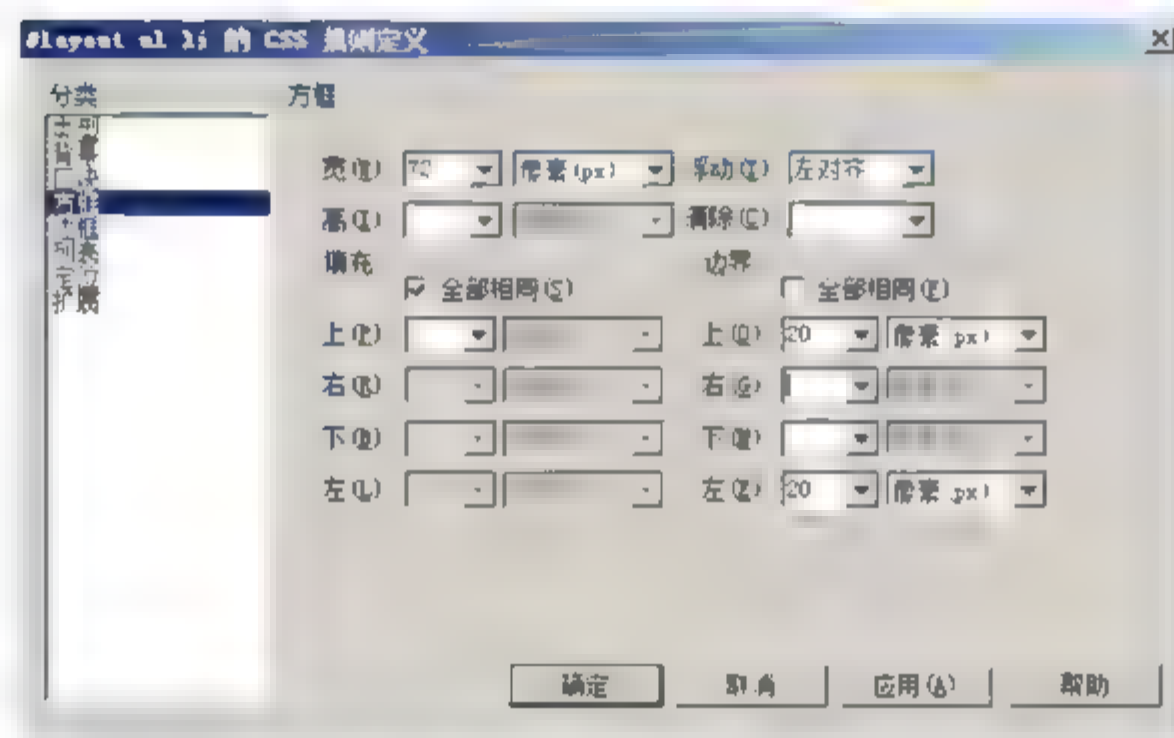 #layout ul li 的 CSS 规则定义
分类 方框
方框
扩展
宽(W) 72 像素(px) 浮动(T) 左对齐
高(I) 清除(C)
填充 边界
全部相同(S) 全部相同(F)
上(P) 上(O) 20 像素(px)
右(R) 右(G)
下(B) 下(M)
左(L) 左(E) 20 像素(px)
确定 取消 应用(A) 帮助